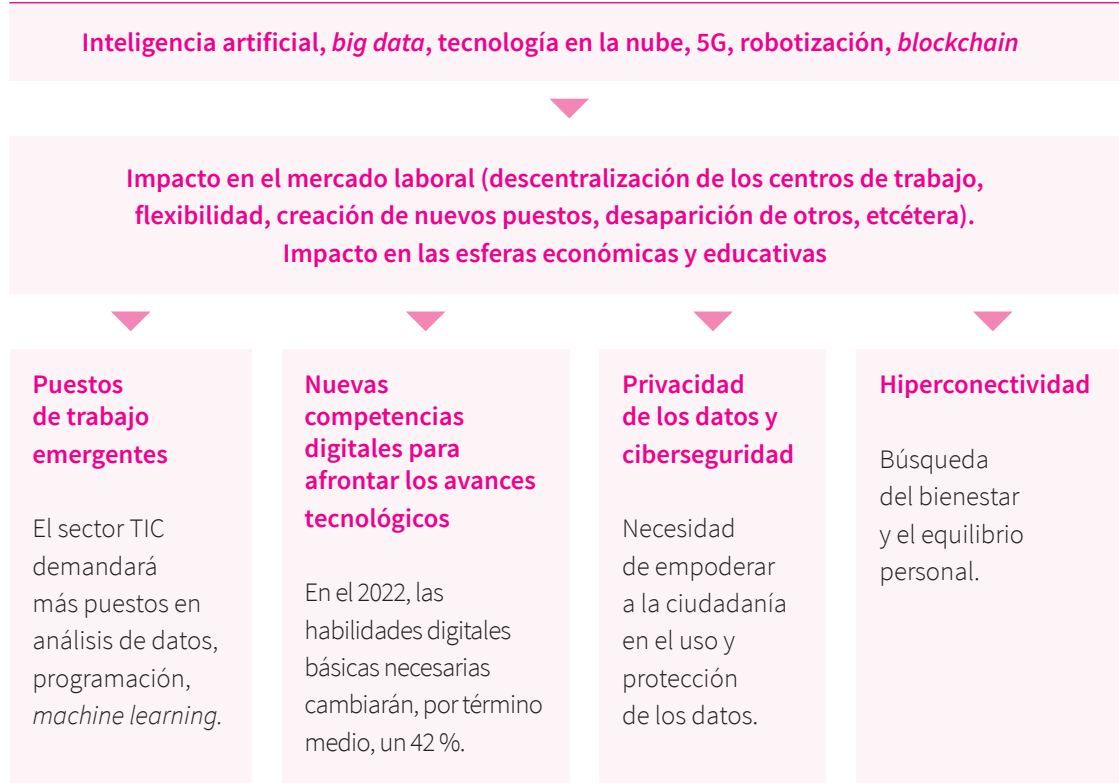 Inteligencia artificial, big data, tecnología en la nube, 5G, robotización, blockchain
Impacto en el mercado laboral (descentralización de los centros de trabajo,
flexibilidad, creación de nuevos puestos, desaparición de otros, etcétera).
Impacto en las esferas económicas y educativas
Puestos
de trabajo
emergentes
El sector TIC
demandará
más puestos en
análisis de datos,
programación,
machine learning.
Nuevas
competencias
digitales para
afrontar los avances
tecnológicos
En el 2022, las
habilidades digitales
básicas necesarias
cambiarán, por término
medio, un 42 %.
Privacidad
de los datos y
ciberseguridad
Necesidad
de empoderar
a la ciudadanía
en el uso y
protección
de los datos.
Hiperconectividad
Búsqueda
del bienestar
y el equilibrio
personal.